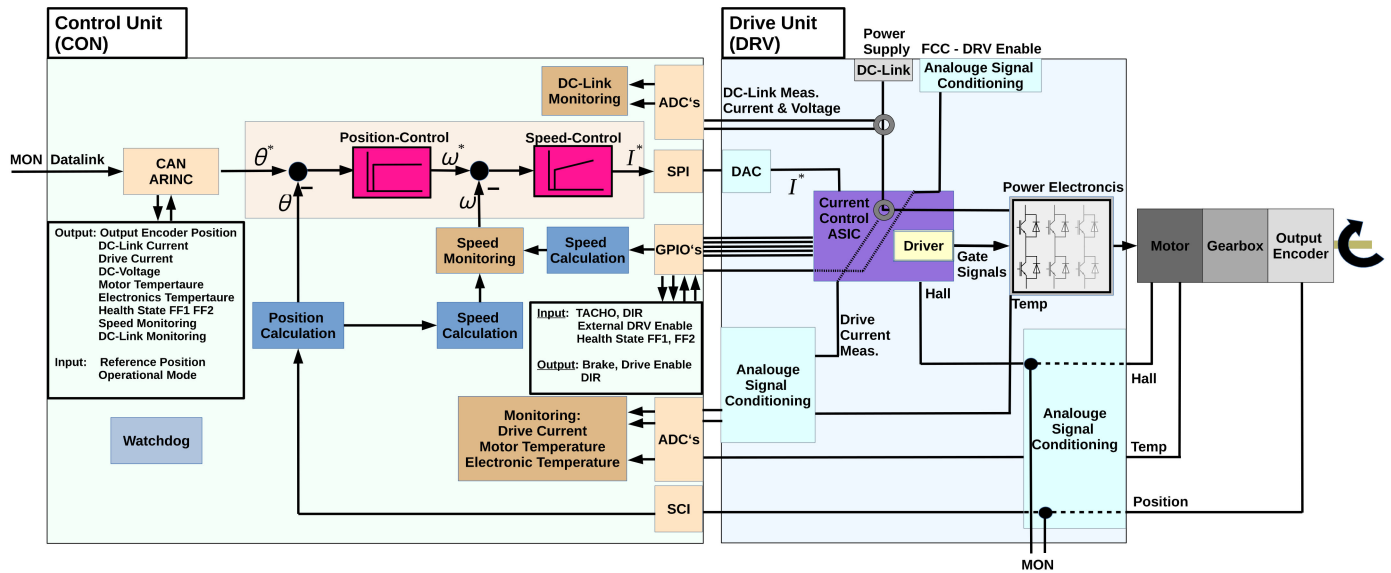 Control Unit
(CON)
Drive Unit
(DRV)
Power
Supply
DC-Link
FCC - DRV Enable
Analouge Signal
Conditioning
DC-Link
Monitoring
ADC's
DC-Link Meas.
Current & Voltage
MON Datalink
CAN
ARINC
θ*
θ
Position-Control
ω*
ω
Speed-Control
I*
SPI
DAC
I*
Current
Control
ASIC
Driver
Gate
Signals
Hall
Power Electroncis
Temp
Motor
Gearbox
Output
Encoder
Output: Output Encoder Position
DC-Link Current
Drive Current
DC-Voltage
Motor Tempertaure
Electronics Tempertaure
Health State FF1 FF2
Speed Monitoring
DC-Link Monitoring
Input: Reference Position
Operational Mode
Speed
Monitoring
Speed
Calculation
GPIO's
Position
Calculation
Speed
Calculation
Input: TACHO, DIR
External DRV Enable
Health State FF1, FF2
Output: Brake, Drive Enable
DIR
Drive
Current
Meas.
Analouge
Signal
Conditioning
Analouge
Signal
Conditioning
Hall
Temp
Position
Watchdog
Monitoring:
Drive Current
Motor Temperature
Electronic Temperature
ADC's
SCI
MON